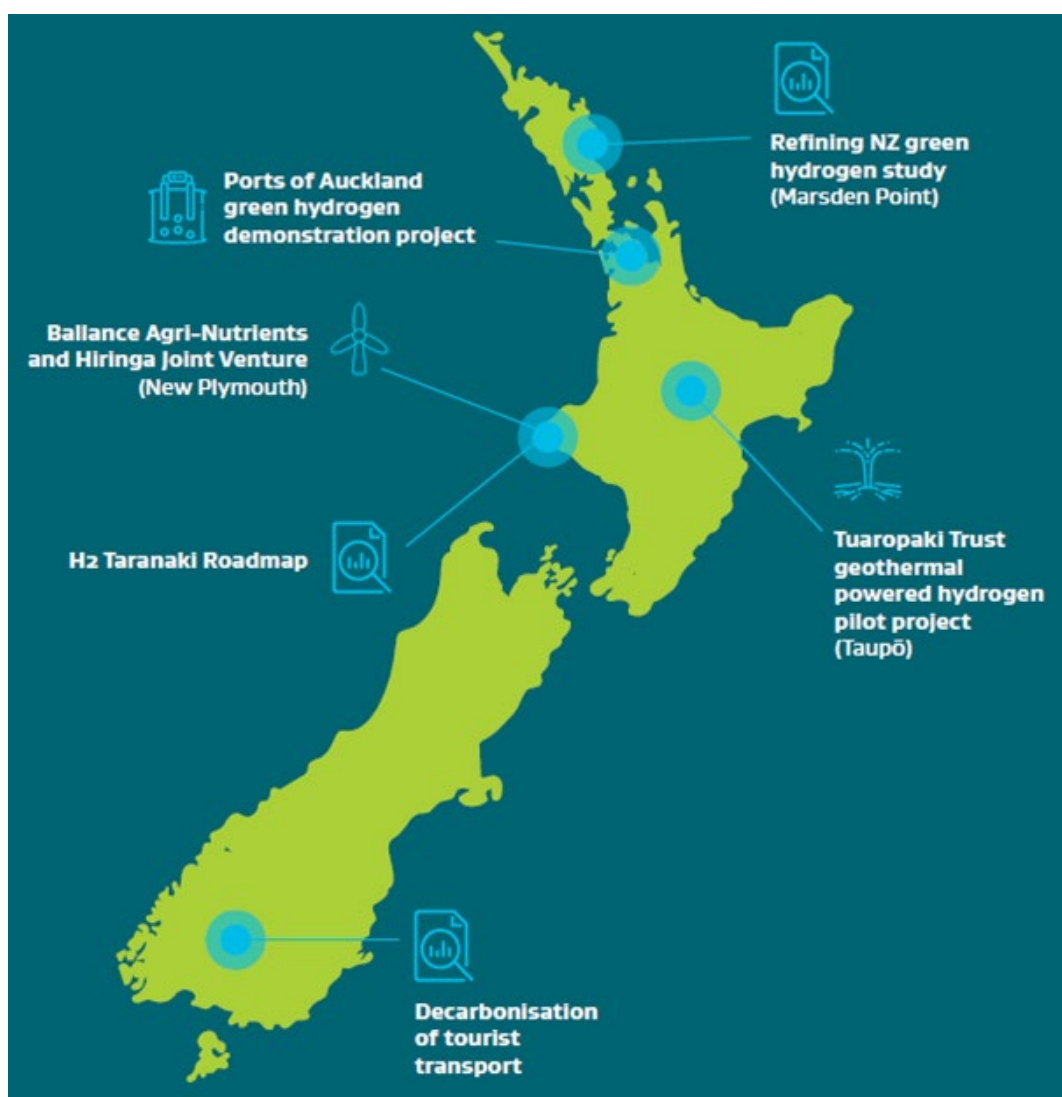 Refining NZ green
hydrogen study
(Marsden Point)
Ports of Auckland
green hydrogen
demonstration project
Ballance Agri-Nutrients
and Hiringa Joint Venture
(New Plymouth)
H2 Taranaki Roadmap
Tuaropaki Trust
geothermal
powered hydrogen
pilot project
(Taupō)
Decarbonisation
of tourist
transport